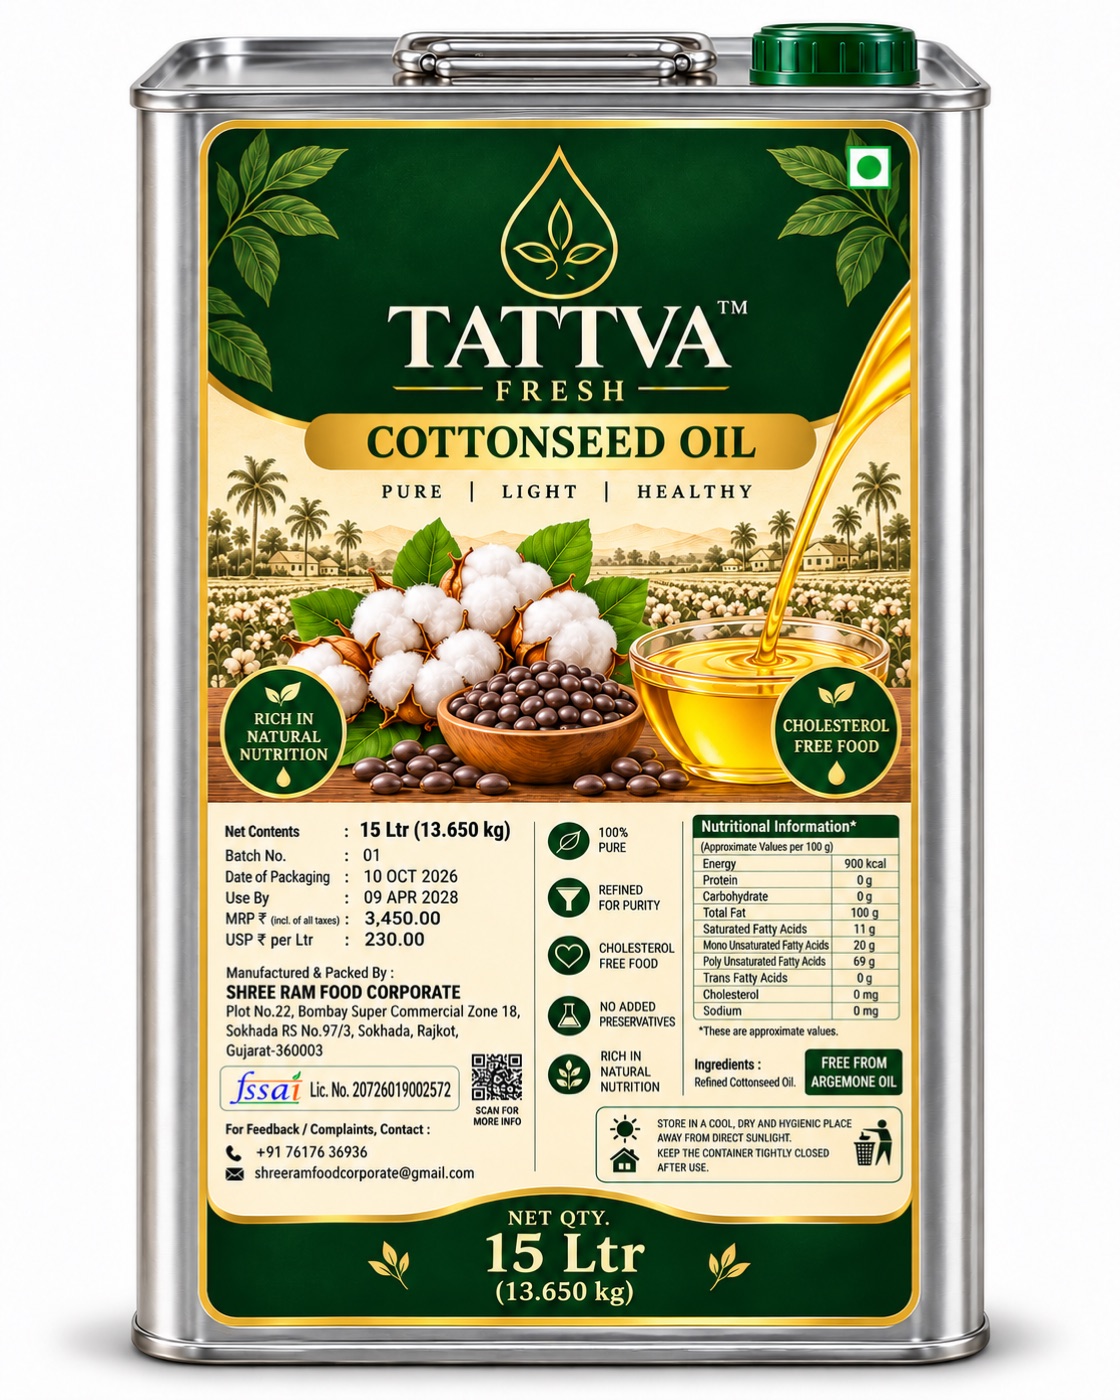 TATTVA™
FRESH
COTTONSEED OIL
PURE | LIGHT | HEALTHY
RICH IN
NATURAL
NUTRITION
CHOLESTEROL
FREE FOOD
Net Contents : 15 Ltr (13.650 kg)
Batch No. : 01
Date of Packaging : 10 OCT 2026
Use By : 09 APR 2028
MRP ₹ (incl. of all taxes) : 3,450.00
USP ₹ per Ltr : 230.00
Manufactured & Packed By :
SHREE RAM FOOD CORPORATE
Plot No.22, Bombay Super Commercial Zone 18,
Sokhada RS No.97/3, Sokhada, Rajkot,
Gujarat-360003
fssai Lic. No. 20726019002572
SCAN FOR
MORE INFO
For Feedback / Complaints, Contact :
+91 76176 36936
shreeramfoodcorporate@gmail.com
100%
PURE
REFINED
FOR PURITY
CHOLESTEROL
FREE FOOD
NO ADDED
PRESERVATIVES
RICH IN
NATURAL
NUTRITION
Nutritional Information*
(Approximate Values per 100 g)
Energy 900 kcal
Protein 0 g
Carbohydrate 0 g
Total Fat 100 g
Saturated Fatty Acids 11 g
Mono Unsaturated Fatty Acids 20 g
Poly Unsaturated Fatty Acids 69 g
Trans Fatty Acids 0 g
Cholesterol 0 mg
Sodium 0 mg
*These are approximate values.
Ingredients :
Refined Cottonseed Oil.
FREE FROM
ARGEMONE OIL
STORE IN A COOL, DRY AND HYGIENIC PLACE
AWAY FROM DIRECT SUNLIGHT.
KEEP THE CONTAINER TIGHTLY CLOSED
AFTER USE.
NET QTY.
15 Ltr
(13.650 kg)